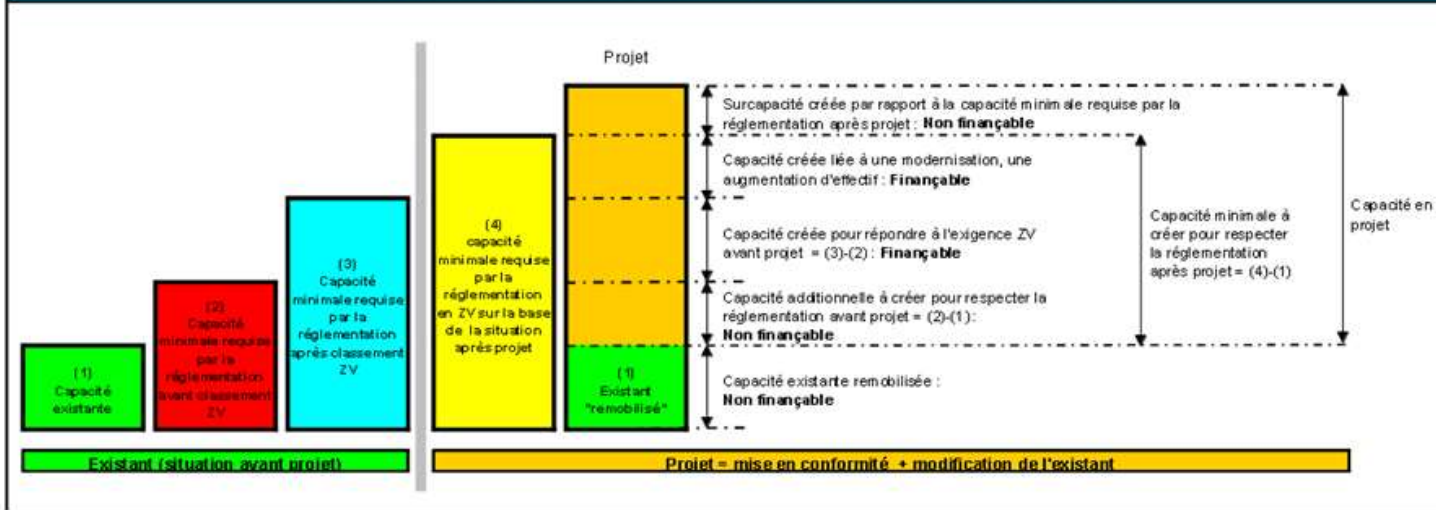 Projet
Surcapacité créée par rapport à la capacité minimale requise par la
réglementation après projet : Non finançable
Capacité créée liée à une modernisation, une
augmentation d'effectif : Finançable
Capacité créée pour répondre à l'exigence ZV
avant projet = (3)-(2) : Finançable
Capacité additionnelle à créer pour respecter la
réglementation avant projet = (2)-(1) :
Non finançable
Capacité existante remobilisée :
Non finançable
Capacité minimale à
créer pour respecter
la réglementation
après projet = (4)-(1)
Capacité en
projet
(1)
Capacité
existante
(2)
Capacité
minimale requise
par la
réglementation
avant classement
ZV
(3)
Capacité
minimale requise
par la
réglementation
après classement
ZV
(4)
capacité
minimale requise
par la
réglementation
en ZV sur la base
de la situation
après projet
(1)
Existant
"remobilisé"
Existant (situation avant projet)
Projet = mise en conformité + modification de l'existant